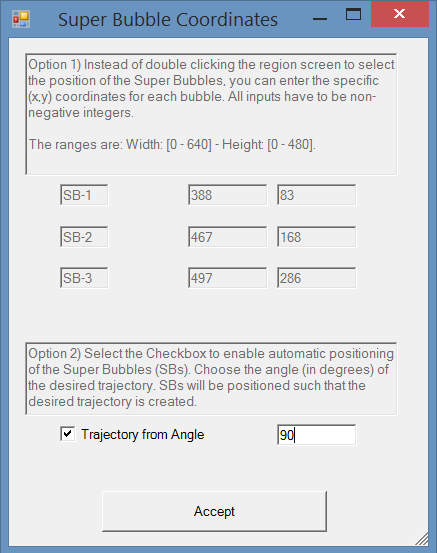 Super Bubble Coordinates
Option 1) Instead of double clicking the region screen to select
the position of the Super Bubbles, you can enter the specific
(x,y) coordinates for each bubble. All inputs have to be non-
negative integers.
The ranges are: Width: [0 - 640] - Height: [0 - 480].
SB-1 388 83
SB-2 467 168
SB-3 497 286
Option 2) Select the Checkbox to enable automatic positioning
of the Super Bubbles (SBs). Choose the angle (in degrees) of
the desired trajectory. SBs will be positioned such that the
desired trajectory is created.
Trajectory from Angle 90
Accept